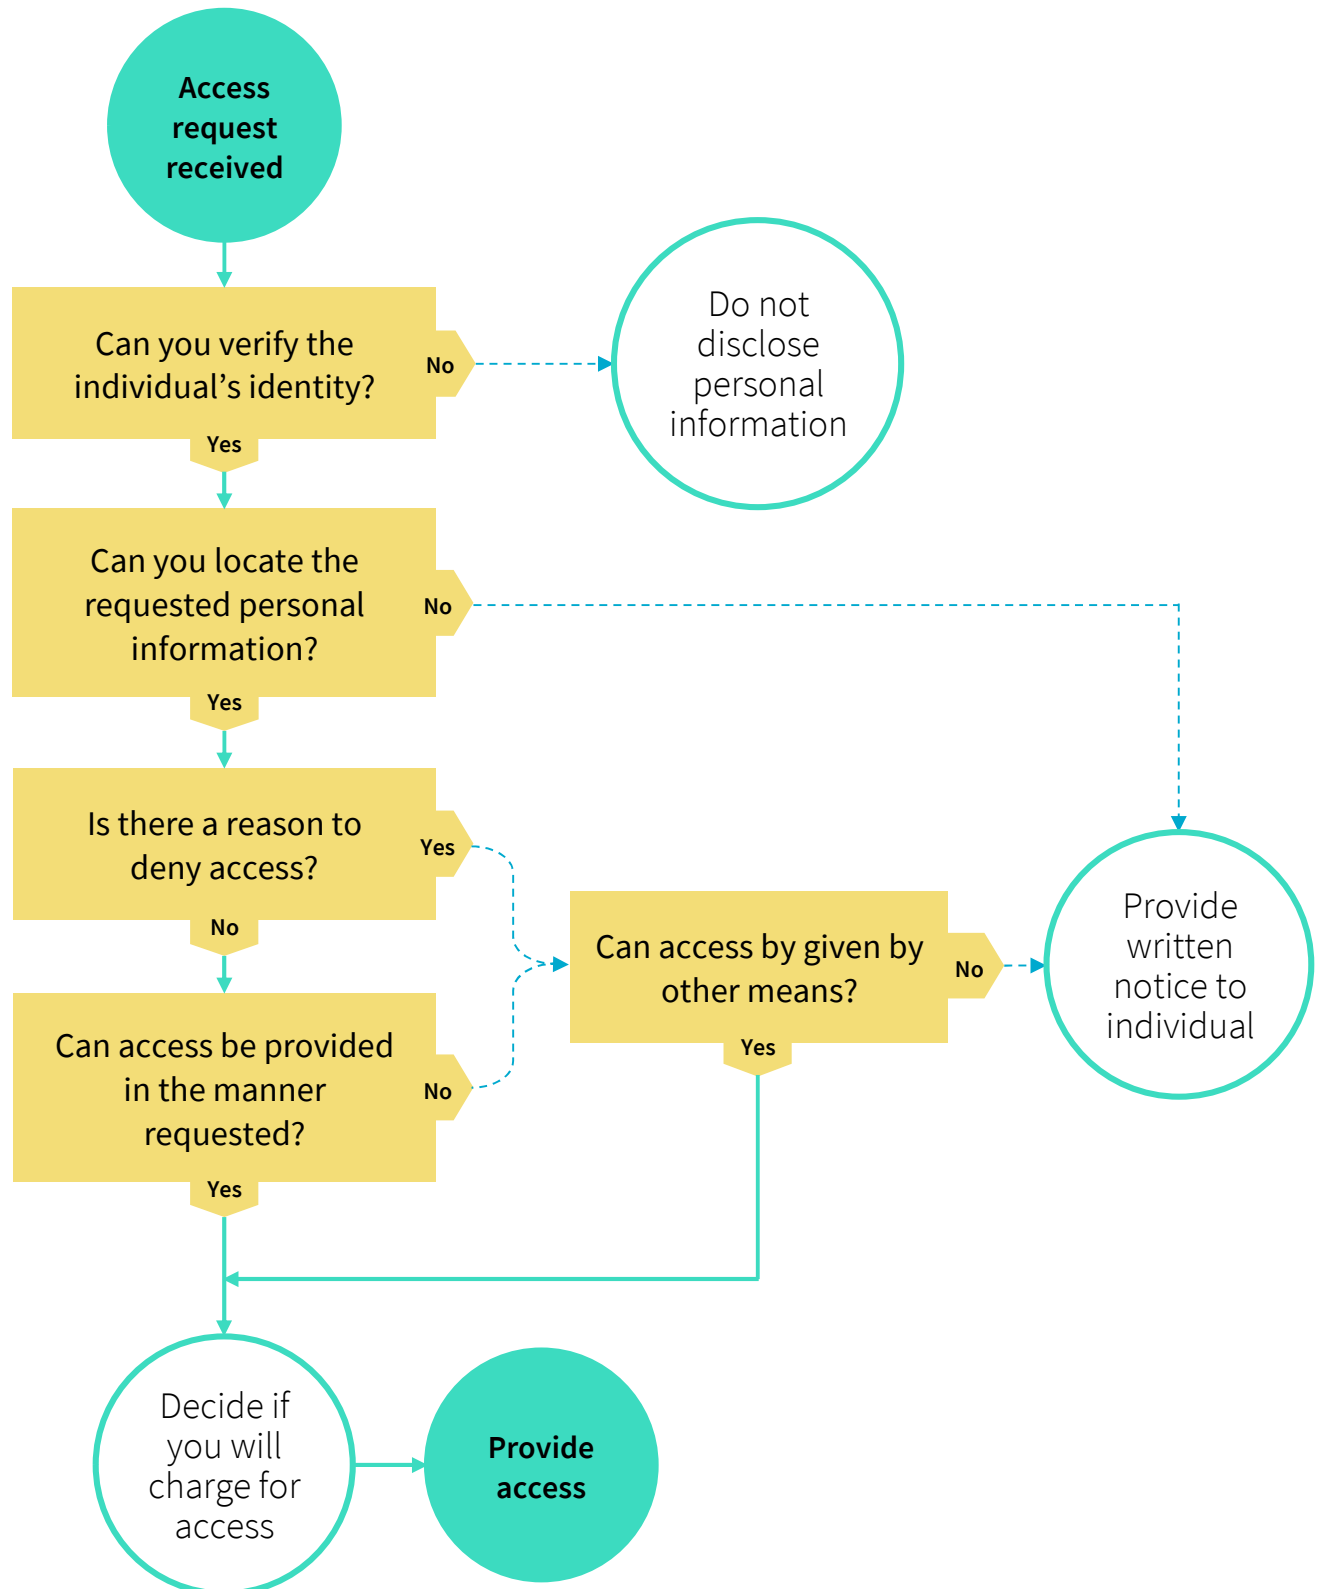 Access
request
received
Can you verify the
individual’s identity?
No
Do not
disclose
personal
information
Yes
Can you locate the
requested personal
information?
No
Yes
Is there a reason to
deny access?
Yes
No
Can access by given by
other means?
No
Yes
Provide
written
notice to
individual
Can access be provided
in the manner
requested?
No
Yes
Decide if
you will
charge for
access
Provide
access